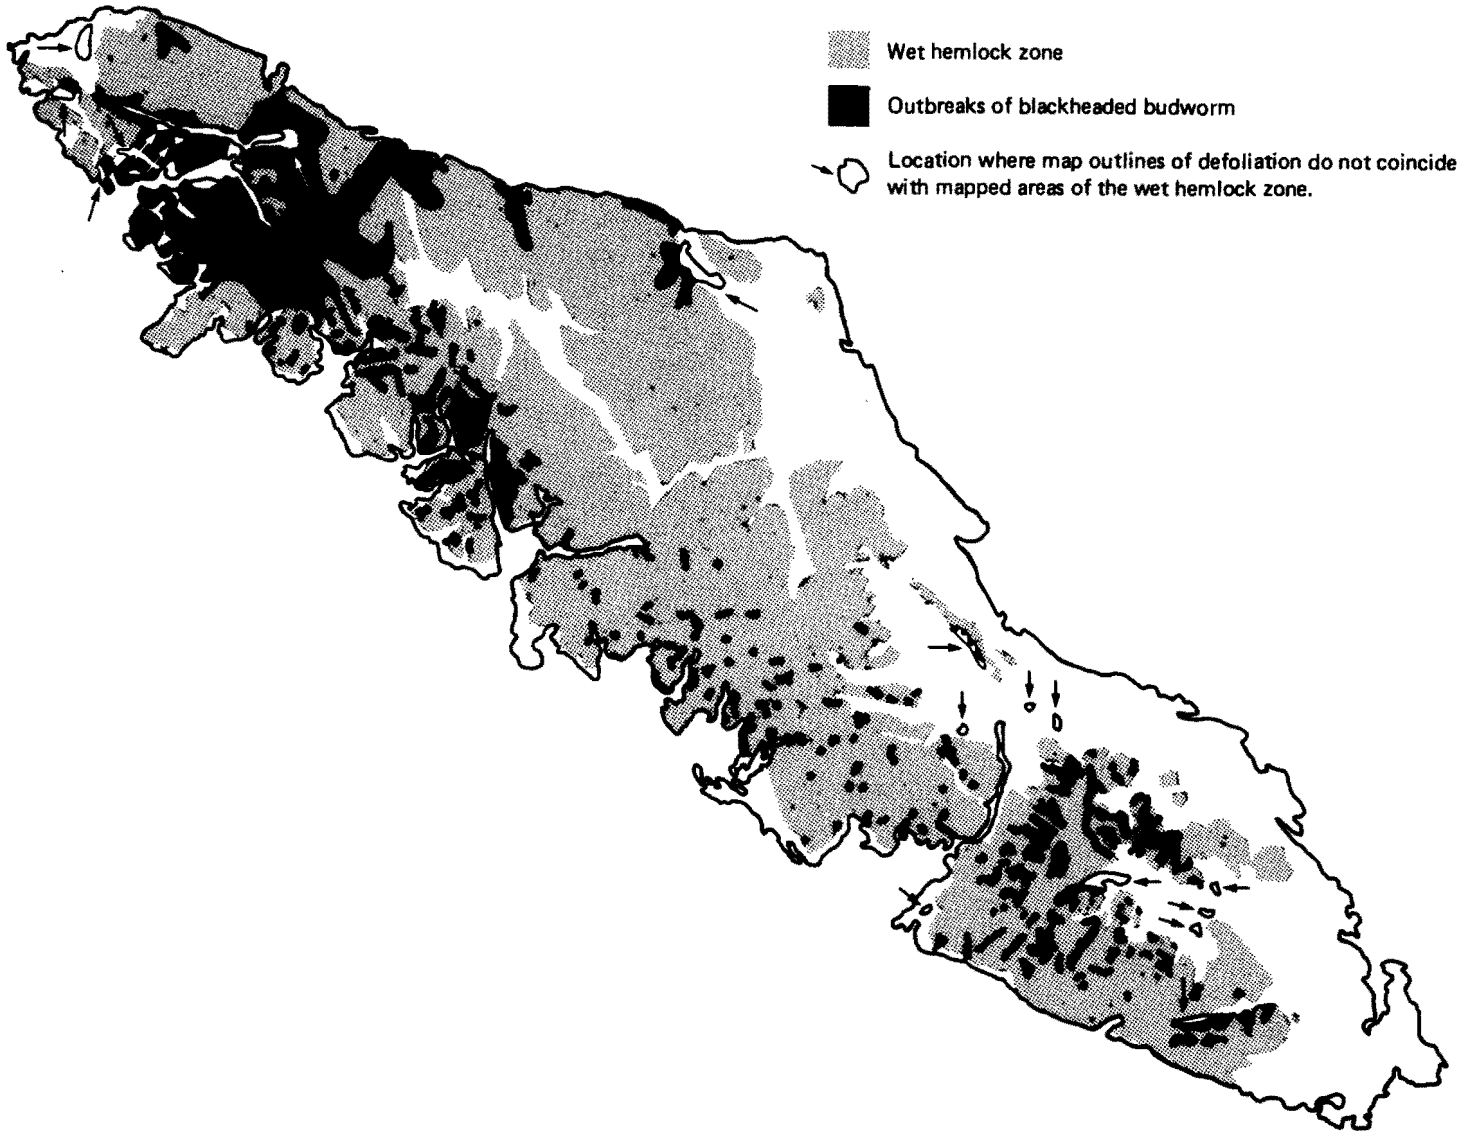 Wet hemlock zone
Outbreaks of blackheaded budworm
Location where map outlines of defoliation do not coincide
with mapped areas of the wet hemlock zone.